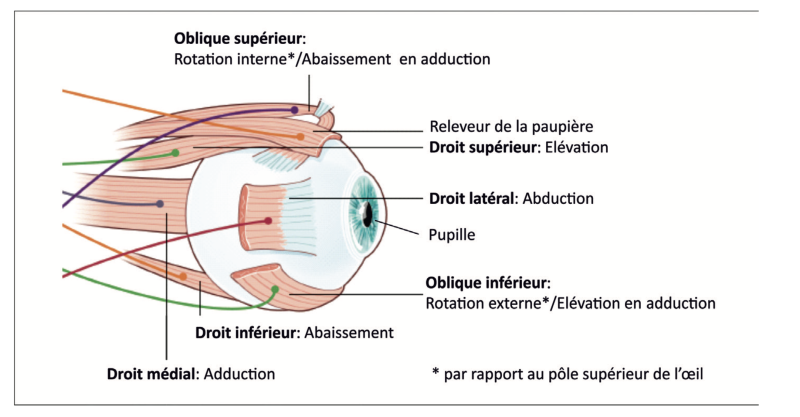 Oblique supérieur:
Rotation interne*/Abaissement en adduction
Releveur de la paupière
Droit supérieur: Elévation
Droit latéral: Abduction
Pupille
Oblique inférieur:
Rotation externe*/Elévation en adduction
Droit inférieur: Abaissement
Droit médial: Adduction
* par rapport au pôle supérieur de l’œil